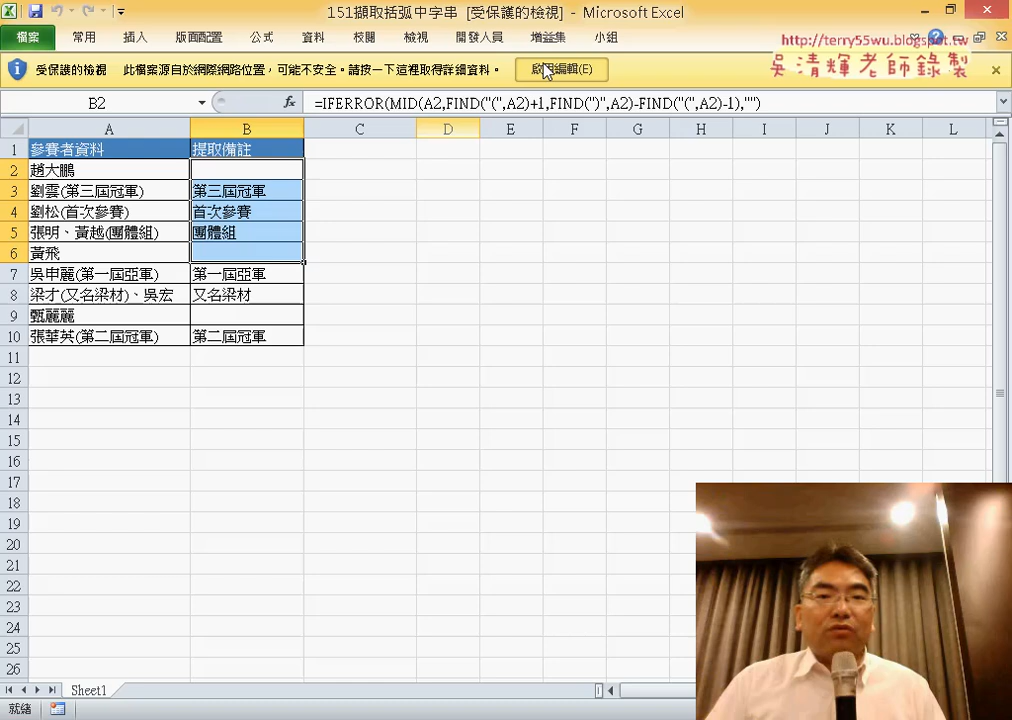 151擷取括弧中字串 [受保護的檢視] - Microsoft Excel
檔案 常用 插入 版面配置 公式 資料 校閱 檢視 開發人員 增益集 小組
http://terry55wu.blogspot.tw
吳清輝老師錄製
受保護的檢視 此檔案源自於網際網路位置，可能不安全。請按一下這裡取得詳細資料。 啟用編輯(E)
B2 fx =IFERROR(MID(A2,FIND("(",A2)+1,FIND(")",A2)-FIND("(",A2)-1),"")
A B C D E F G H I J K L
1 參賽者資料 提取備註
2 趙大鵬
3 劉雲(第三屆冠軍) 第三屆冠軍
4 劉松(首次參賽) 首次參賽
5 張明、黃越(團體組) 團體組
6 黃飛
7 吳申麗(第一屆亞軍) 第一屆亞軍
8 梁才(又名梁材)、吳宏 又名梁材
9 甄麗麗
10 張華英(第二屆冠軍) 第二屆冠軍
11
12
13
14
15
16
17
18
19
20
21
22
23
24
25
26
Sheet1
就緒